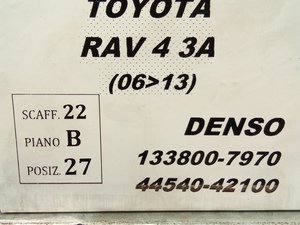 TOYOTA
RAV 4 3A
(06>13)
SCAFF. 22
PIANO B
POSIZ. 27
DENSO
133800-7970
44540-42100